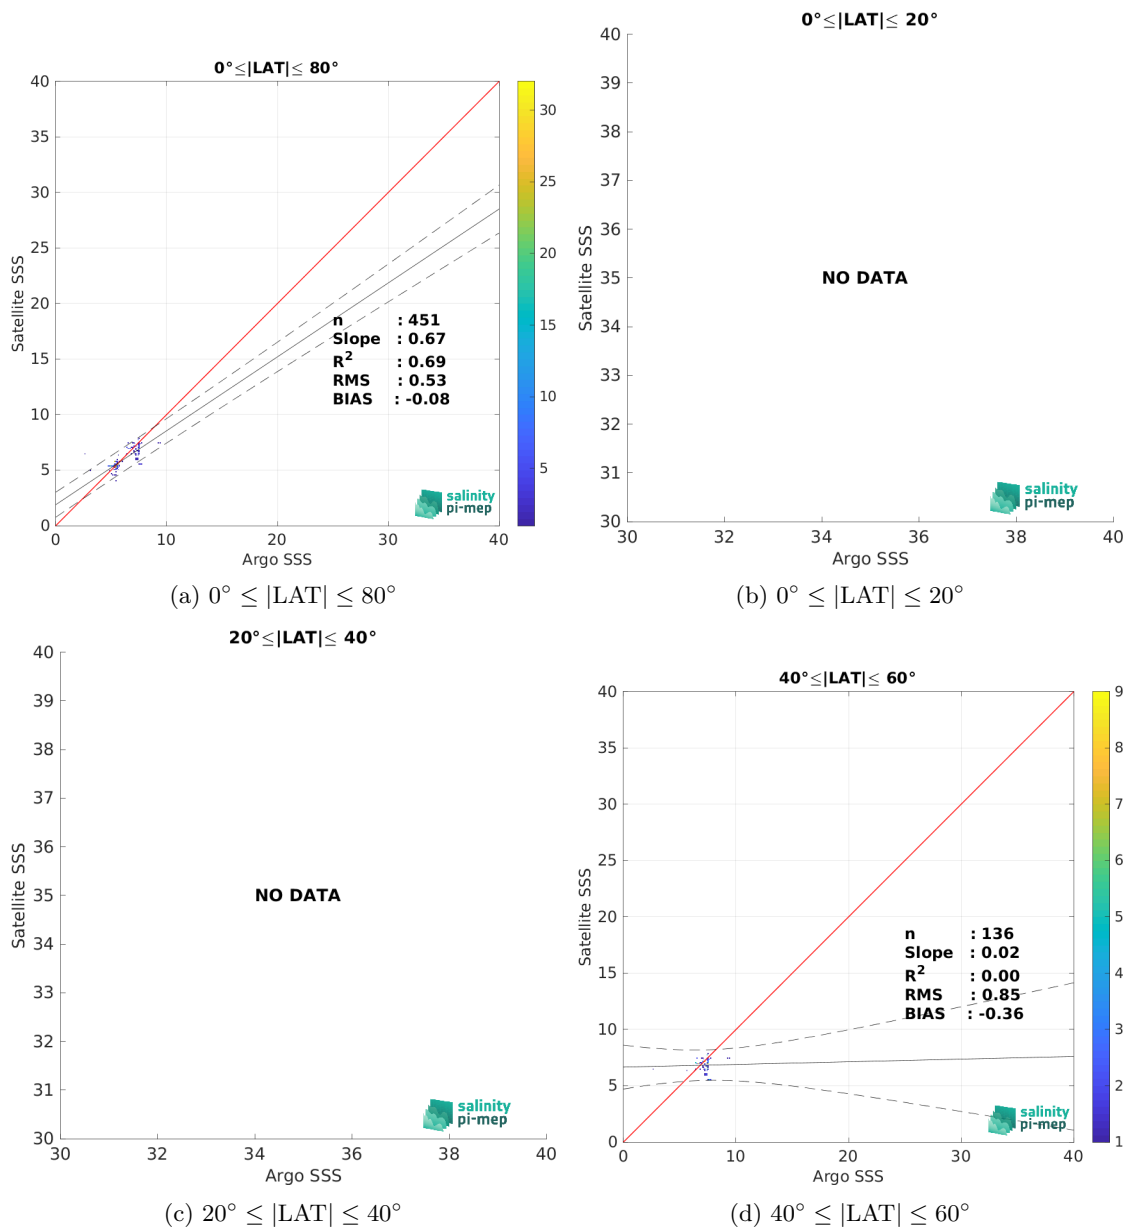 0°≤|LAT|≤ 80°
40
35
30
25
20
15
10
5
0
0
10
20
30
40
Satellite SSS
Argo SSS
n : 451
Slope : 0.67
R2 : 0.69
RMS : 0.53
BIAS : -0.08
salinity
pi-mep
30
25
20
15
10
5
(a) 0° ≤ |LAT| ≤ 80°
0°≤|LAT|≤ 20°
40
39
38
37
36
35
34
33
32
31
30
30
32
34
36
38
40
Satellite SSS
Argo SSS
NO DATA
salinity
pi-mep
(b) 0° ≤ |LAT| ≤ 20°
20°≤|LAT|≤ 40°
40
39
38
37
36
35
34
33
32
31
30
30
32
34
36
38
40
Satellite SSS
Argo SSS
NO DATA
salinity
pi-mep
(c) 20° ≤ |LAT| ≤ 40°
40°≤|LAT|≤ 60°
40
35
30
25
20
15
10
5
0
0
10
20
30
40
Satellite SSS
Argo SSS
n : 136
Slope : 0.02
R2 : 0.00
RMS : 0.85
BIAS : -0.36
salinity
pi-mep
9
8
7
6
5
4
3
2
1
(d) 40° ≤ |LAT| ≤ 60°